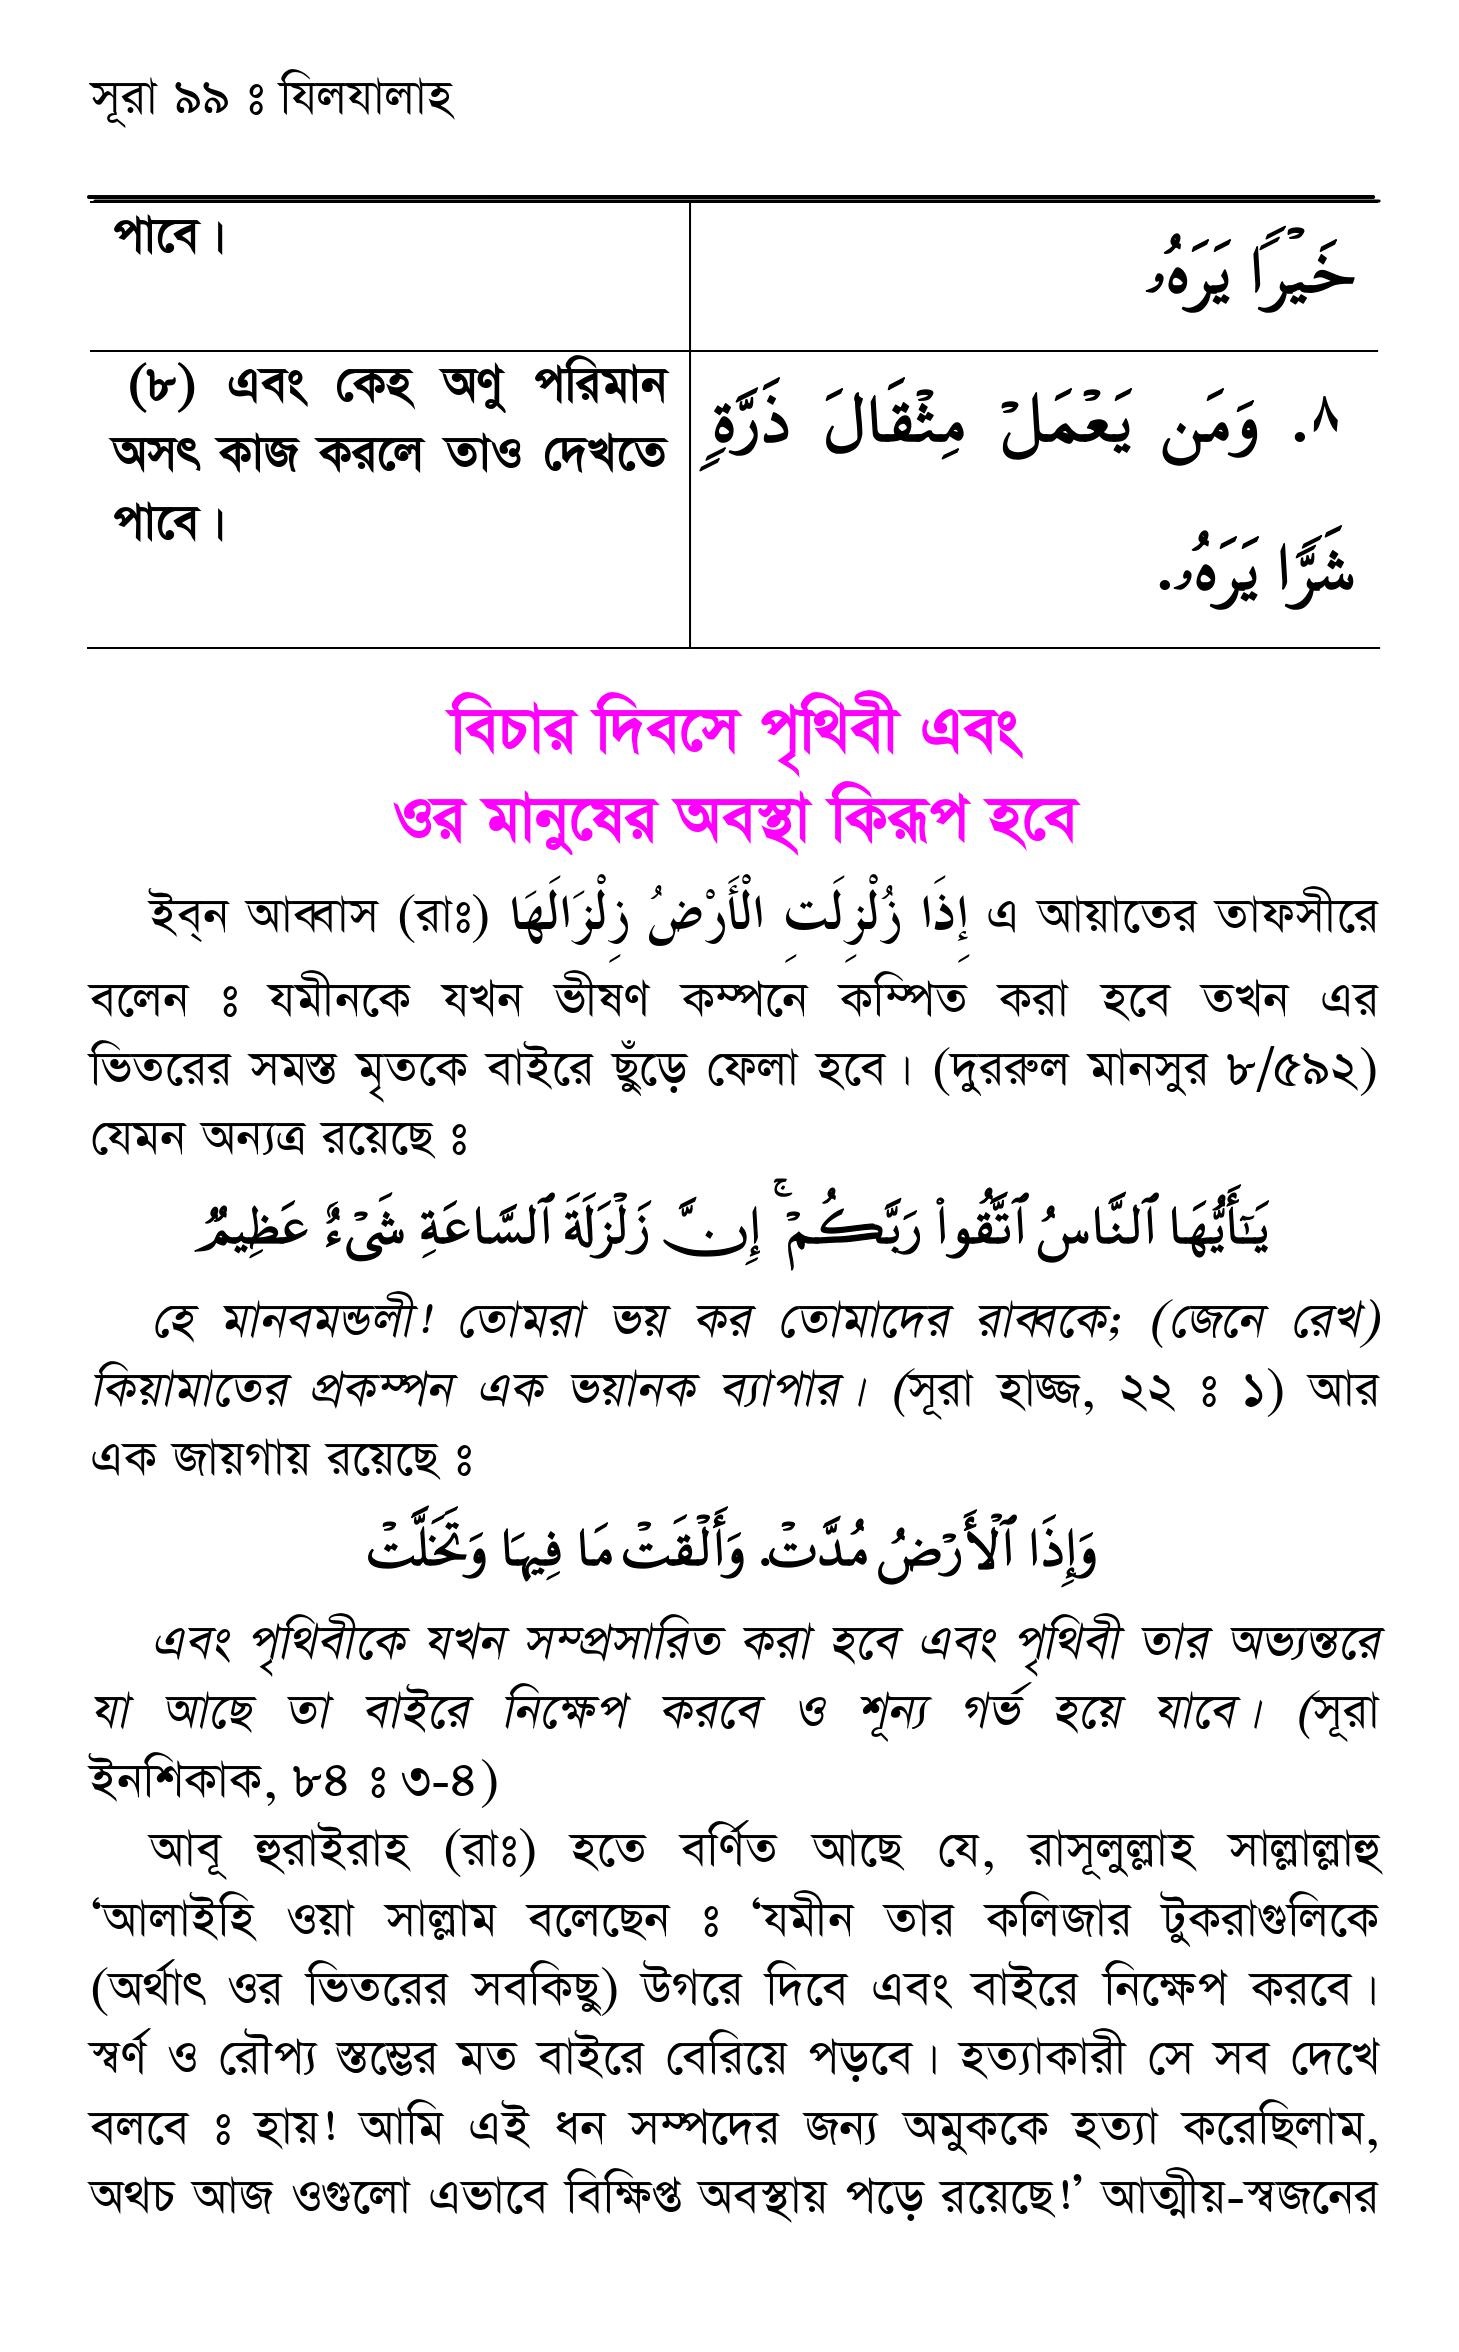 সূরা ৯৯ ঃ যিলযালাহ
পাবে।
خَيْرًا يَرَهُۥ
(৮) এবং কেহ অণু পরিমান
অসৎ কাজ করলে তাও দেখতে
পাবে।
٨. وَمَن يَعْمَلْ مِثْقَالَ ذَرَّةٍ
شَرًّا يَرَهُۥ.
বিচার দিবসে পৃথিবী এবং
ওর মানুষের অবস্থা কিরূপ হবে
ইব্‌ন আব্বাস (রাঃ) إِذَا زُلْزِلَتِ الْأَرْضُ زِلْزَالَهَا এ আয়াতের তাফসীরে
বলেন ঃ যমীনকে যখন ভীষণ কম্পনে কম্পিত করা হবে তখন এর
ভিতরের সমস্ত মৃতকে বাইরে ছুঁড়ে ফেলা হবে। (দুররুল মানসুর ৮/৫৯২)
যেমন অন্যত্র রয়েছে ঃ
يَـٰٓأَيُّهَا ٱلنَّاسُ ٱتَّقُوا۟ رَبَّكُمْ ۚ إِنَّ زَلْزَلَةَ ٱلسَّاعَةِ شَىْءٌ عَظِيمٌ
হে মানবমন্ডলী! তোমরা ভয় কর তোমাদের রাব্বকে; (জেনে রেখ)
কিয়ামাতের প্রকম্পন এক ভয়ানক ব্যাপার। (সূরা হাজ্জ, ২২ ঃ ১) আর
এক জায়গায় রয়েছে ঃ
وَإِذَا ٱلْأَرْضُ مُدَّتْ. وَأَلْقَتْ مَا فِيهَا وَتَخَلَّتْ
এবং পৃথিবীকে যখন সম্প্রসারিত করা হবে এবং পৃথিবী তার অভ্যন্তরে
যা আছে তা বাইরে নিক্ষেপ করবে ও শূন্য গর্ভ হয়ে যাবে। (সূরা
ইনশিকাক, ৮৪ ঃ ৩-৪)
আবূ হুরাইরাহ (রাঃ) হতে বর্ণিত আছে যে, রাসূলুল্লাহ সাল্লাল্লাহু
‘আলাইহি ওয়া সাল্লাম বলেছেন ঃ ‘যমীন তার কলিজার টুকরাগুলিকে
(অর্থাৎ ওর ভিতরের সবকিছু) উগরে দিবে এবং বাইরে নিক্ষেপ করবে।
স্বর্ণ ও রৌপ্য স্তম্ভের মত বাইরে বেরিয়ে পড়বে। হত্যাকারী সে সব দেখে
বলবে ঃ হায়! আমি এই ধন সম্পদের জন্য অমুককে হত্যা করেছিলাম,
অথচ আজ ওগুলো এভাবে বিক্ষিপ্ত অবস্থায় পড়ে রয়েছে!’ আত্মীয়-স্বজনের